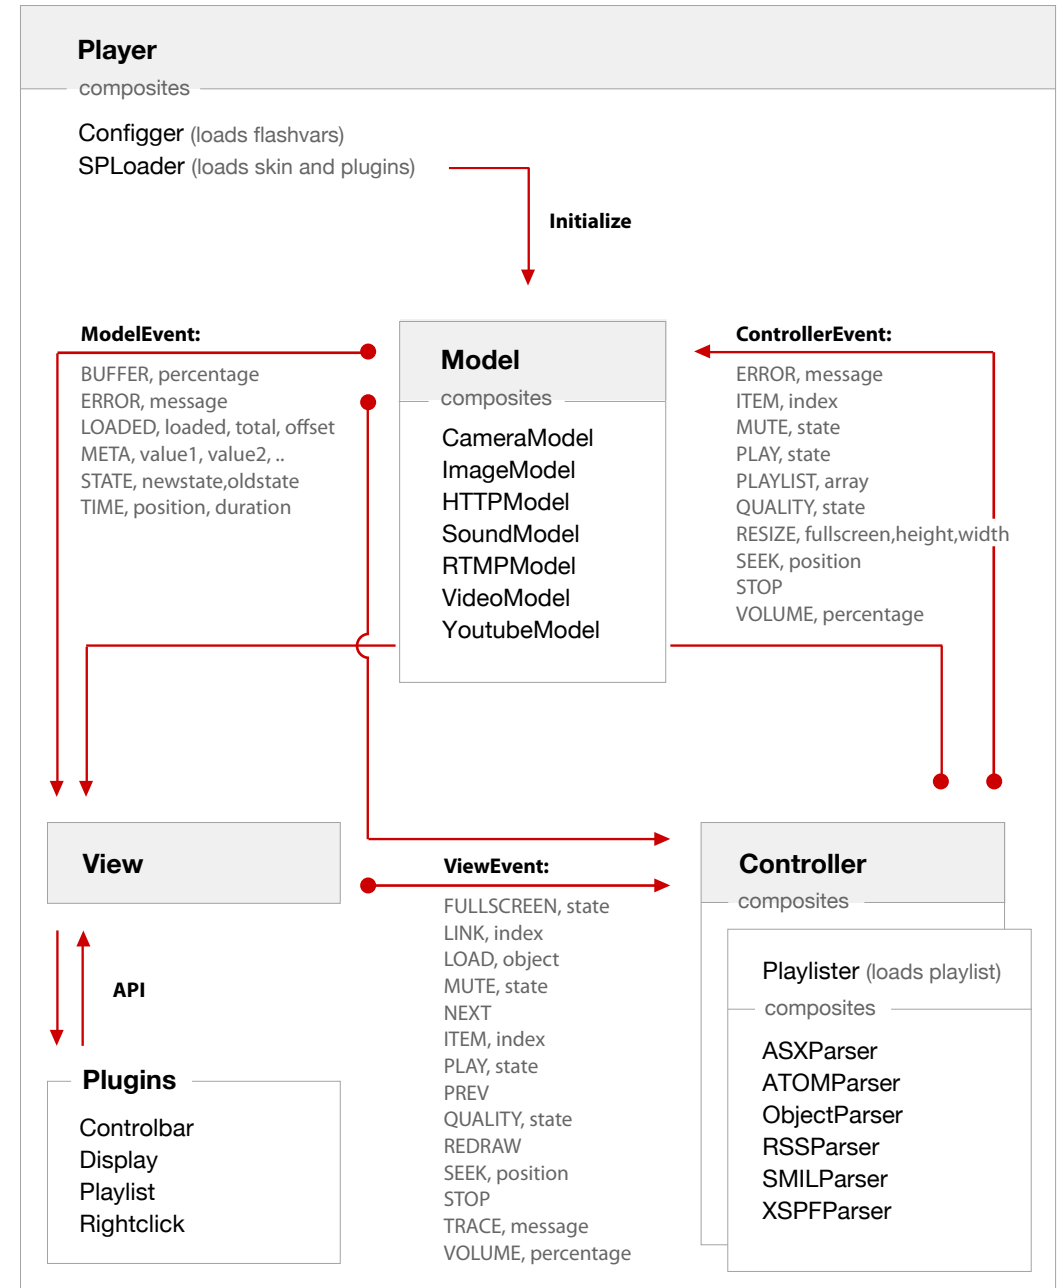 Player
composites
Configger (loads flashvars)
SPLoader (loads skin and plugins)
Initialize
ModelEvent:
BUFFER, percentage
ERROR, message
LOADED, loaded, total, offset
META, value1, value2, ..
STATE, newstate,oldstate
TIME, position, duration
Model
composites
CameraModel
ImageModel
HTTPModel
SoundModel
RTMPModel
VideoModel
YoutubeModel
ControllerEvent:
ERROR, message
ITEM, index
MUTE, state
PLAY, state
PLAYLIST, array
QUALITY, state
RESIZE, fullscreen,height,width
SEEK, position
STOP
VOLUME, percentage
View
API
Plugins
Controlbar
Display
Playlist
Rightclick
ViewEvent:
FULLSCREEN, state
LINK, index
LOAD, object
MUTE, state
NEXT
ITEM, index
PLAY, state
PREV
QUALITY, state
REDRAW
SEEK, position
STOP
TRACE, message
VOLUME, percentage
Controller
composites
Playlister (loads playlist)
composites
ASXParser
ATOMParser
ObjectParser
RSSParser
SMILParser
XSPFParser